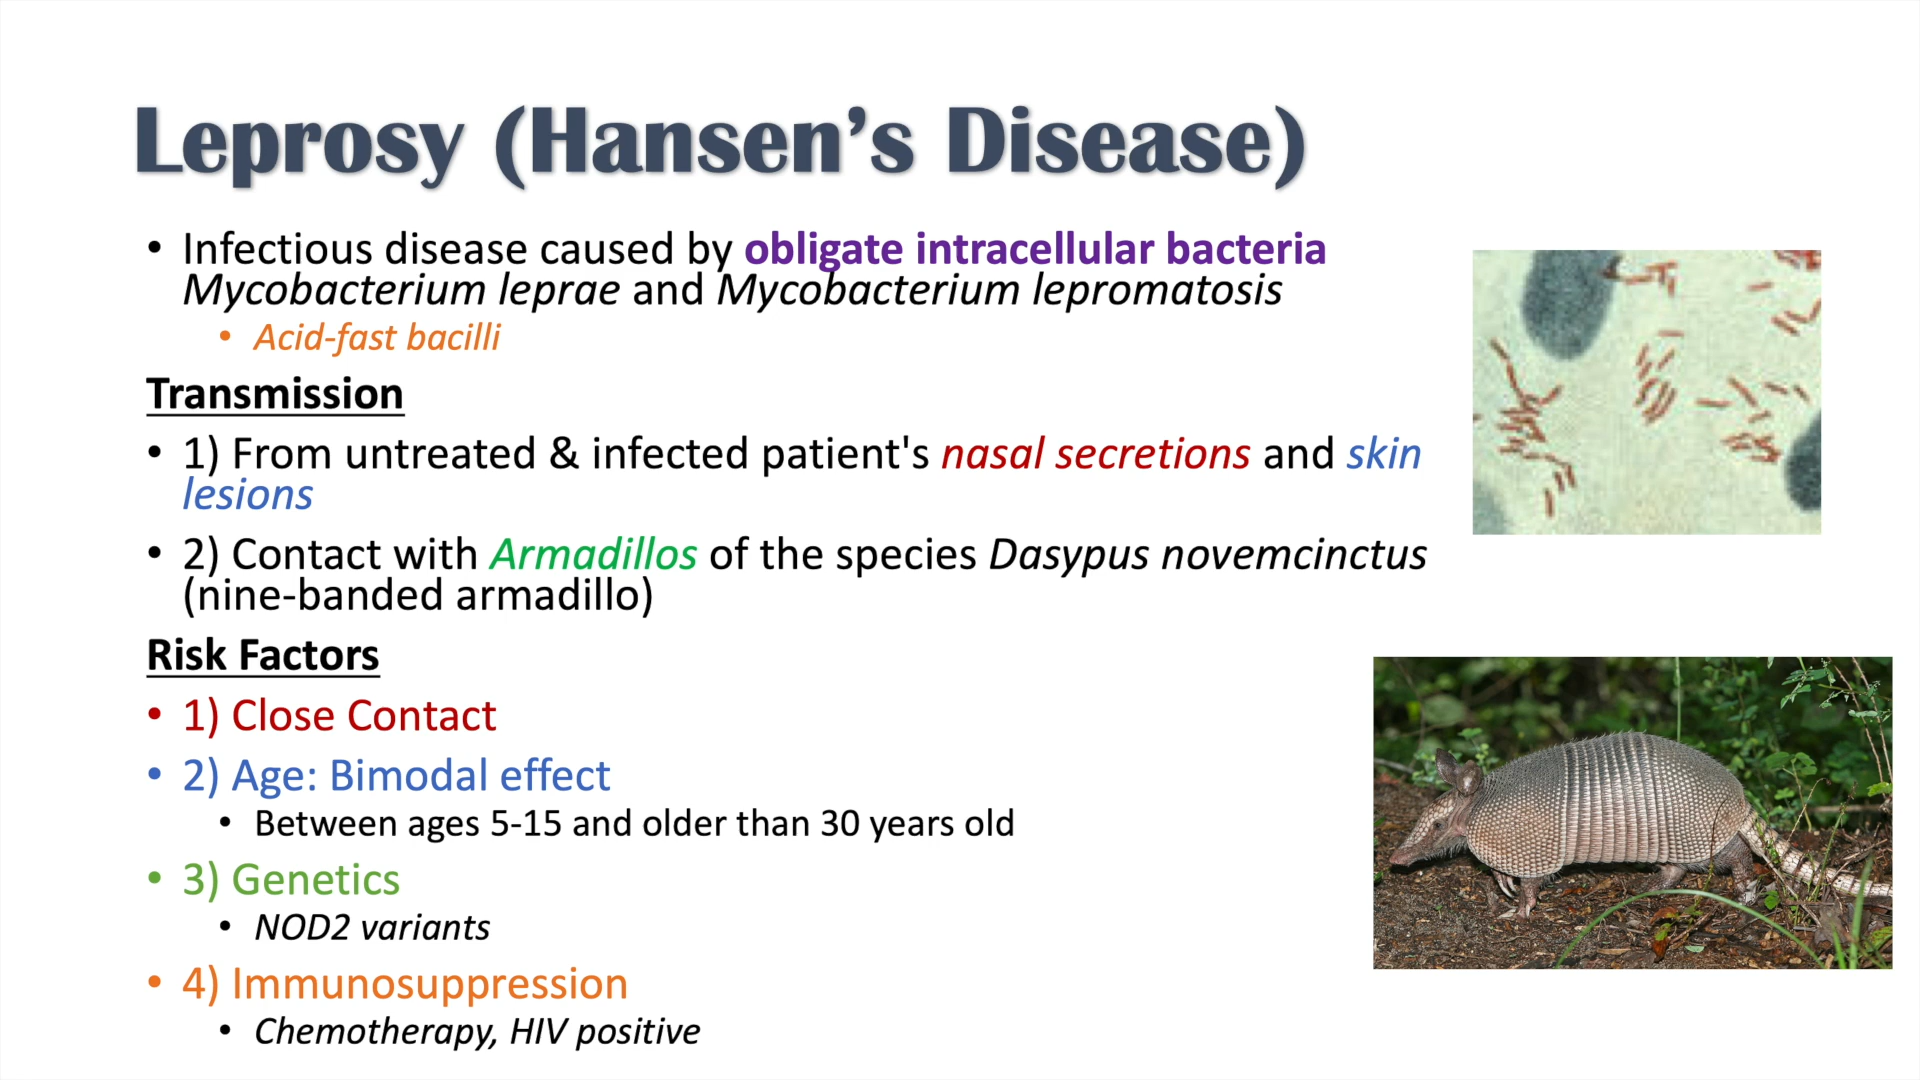 Leprosy (Hansen’s Disease)
• Infectious disease caused by obligate intracellular bacteria
Mycobacterium leprae and Mycobacterium lepromatosis
• Acid-fast bacilli
Transmission
• 1) From untreated & infected patient's nasal secretions and skin
lesions
• 2) Contact with Armadillos of the species Dasypus novemcinctus
(nine-banded armadillo)
Risk Factors
• 1) Close Contact
• 2) Age: Bimodal effect
• Between ages 5-15 and older than 30 years old
• 3) Genetics
• NOD2 variants
• 4) Immunosuppression
• Chemotherapy, HIV positive